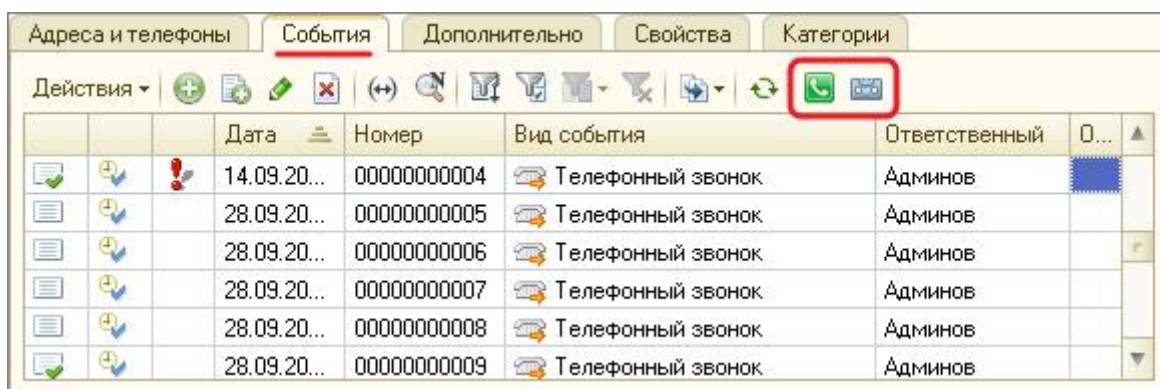 Адреса и телефоны События Дополнительно Свойства Категории
Действия
Дата Номер Вид события Ответственный О...
14.09.20... 00000000004 Телефонный звонок Админов
28.09.20... 00000000005 Телефонный звонок Админов
28.09.20... 00000000006 Телефонный звонок Админов
28.09.20... 00000000007 Телефонный звонок Админов
28.09.20... 00000000008 Телефонный звонок Админов
28.09.20... 00000000009 Телефонный звонок Админов